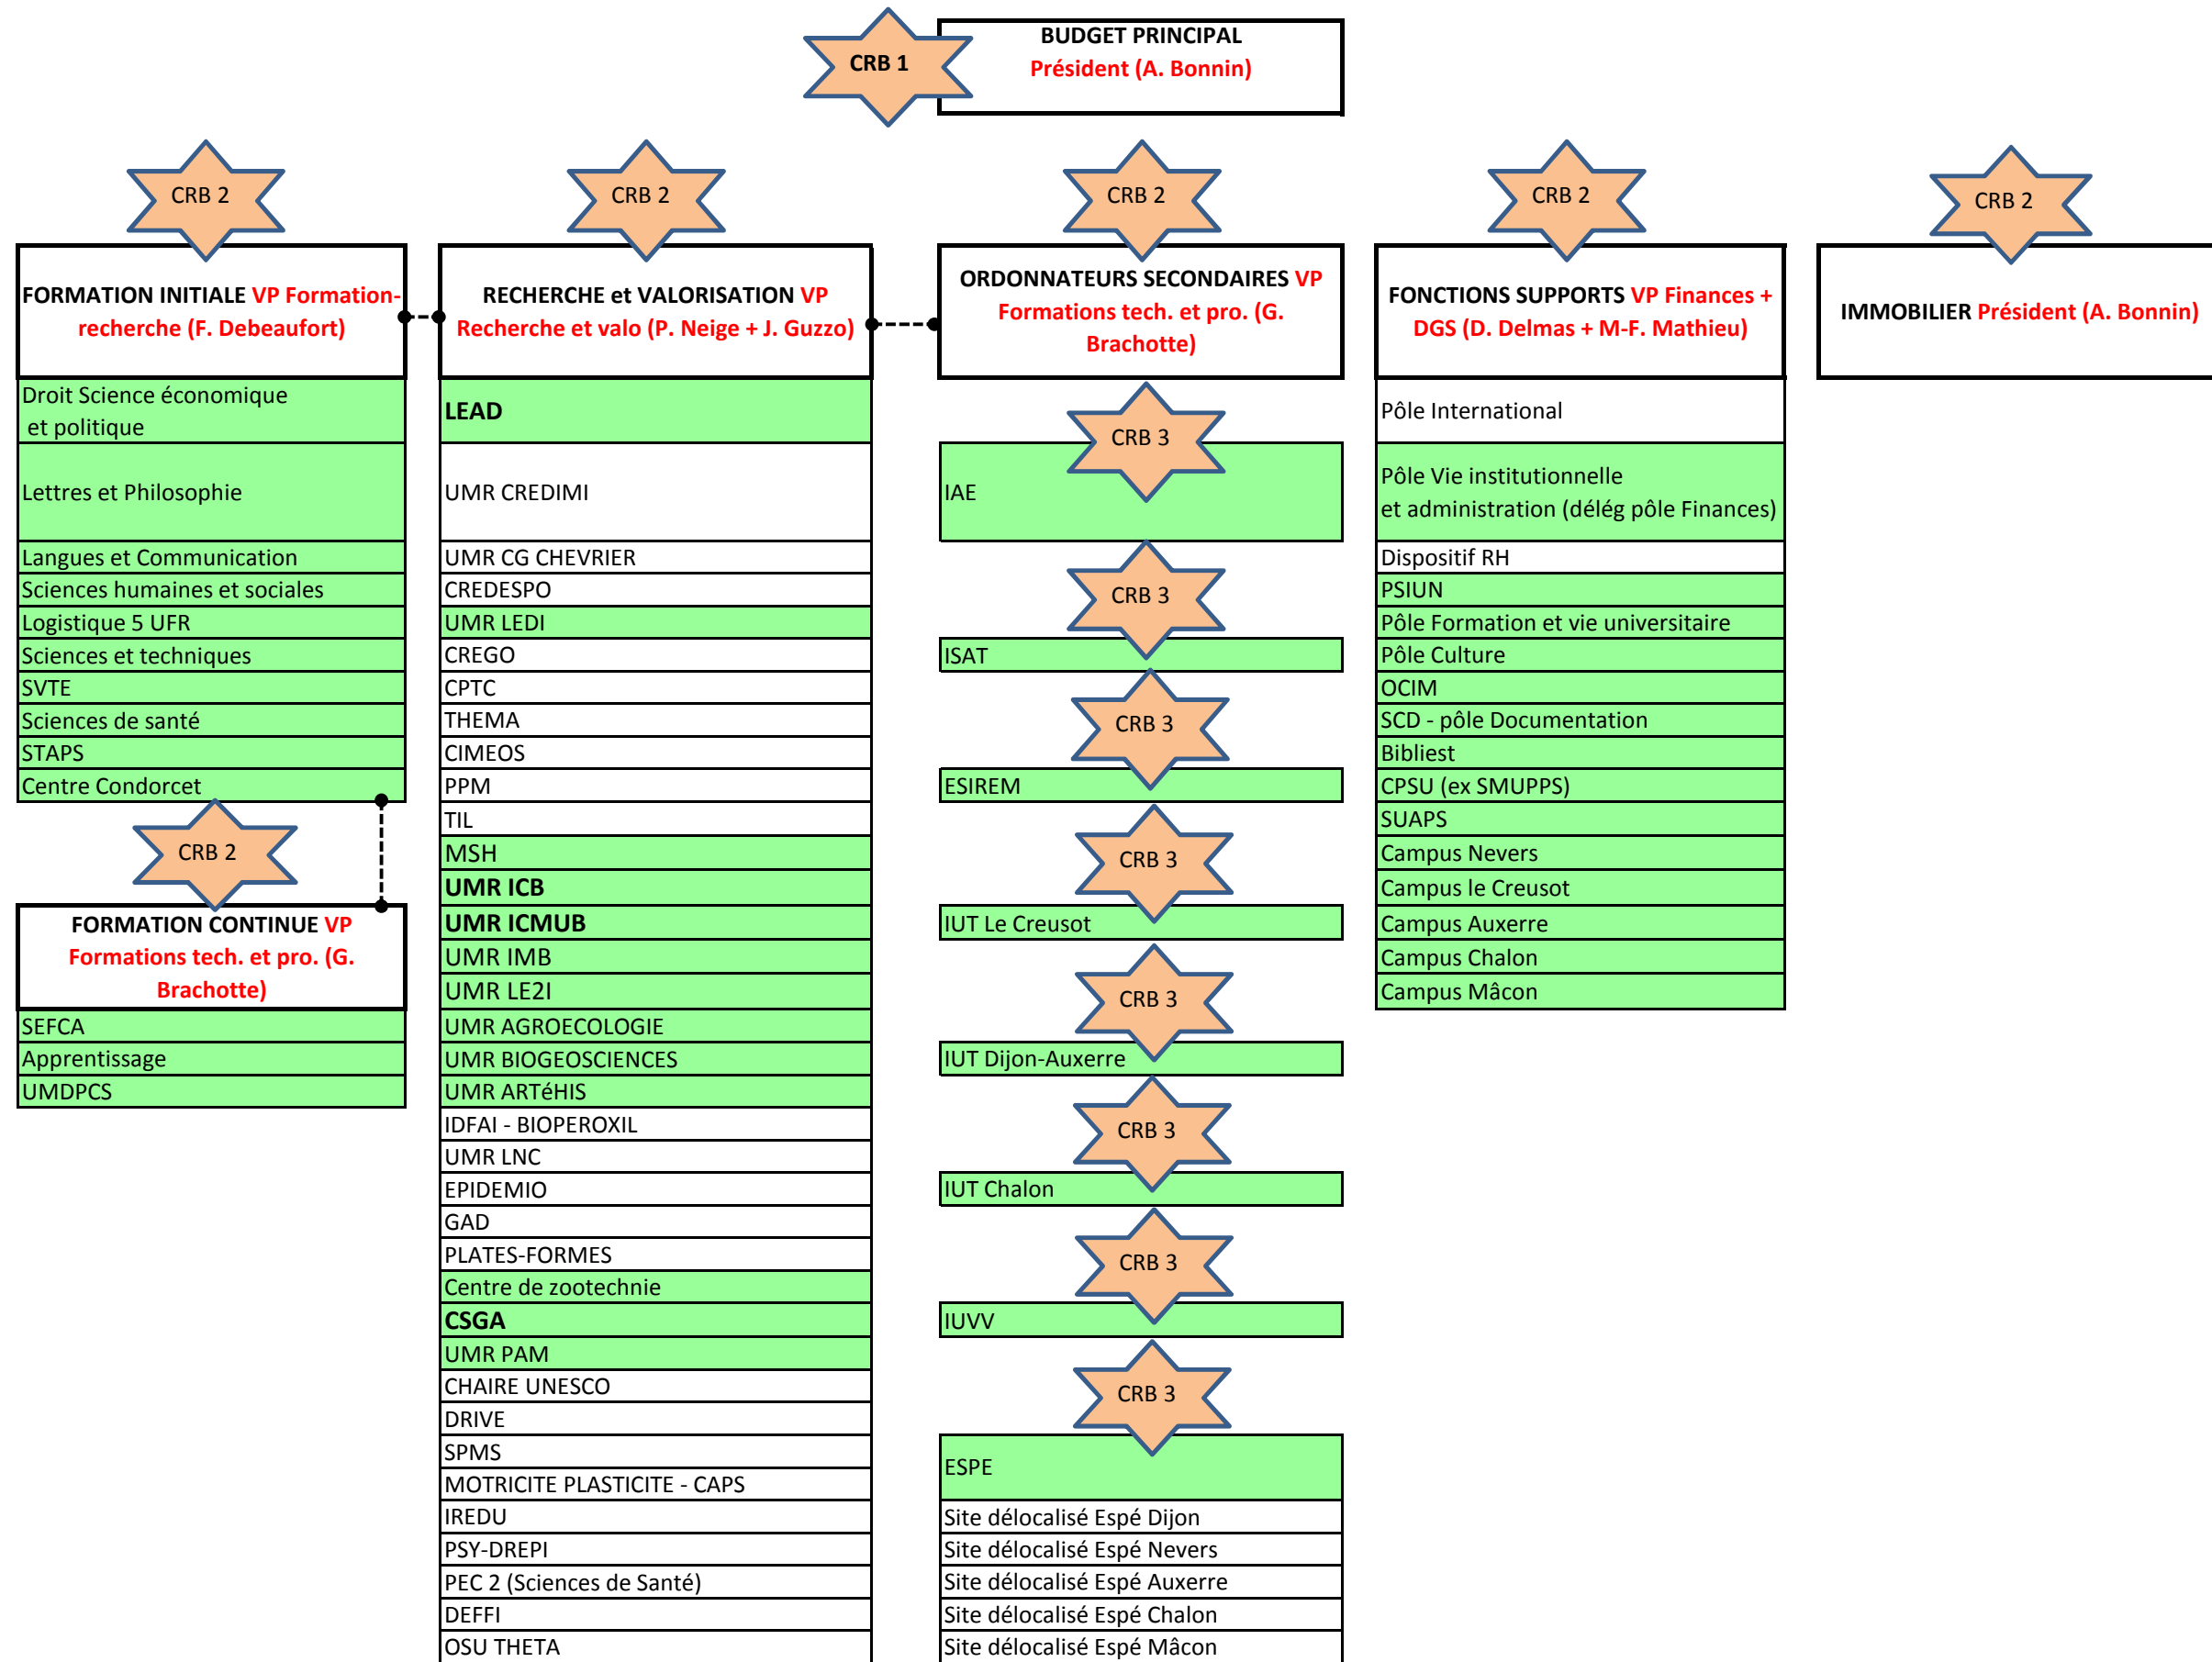 CRB 1
BUDGET PRINCIPAL
Président (A. Bonnin)
CRB 2
CRB 2
CRB 2
CRB 2
CRB 2
FORMATION INITIALE VP Formation-
recherche (F. Debeaufort)
RECHERCHE et VALORISATION VP
Recherche et valo (P. Neige + J. Guzzo)
ORDONNATEURS SECONDAIRES VP
Formations tech. et pro. (G.
Brachotte)
FONCTIONS SUPPORTS VP Finances +
DGS (D. Delmas + M-F. Mathieu)
IMMOBILIER Président (A. Bonnin)
Droit Science économique
et politique
Lettres et Philosophie
Langues et Communication
Sciences humaines et sociales
Logistique 5 UFR
Sciences et techniques
SVTE
Sciences de santé
STAPS
Centre Condorcet
CRB 2
FORMATION CONTINUE VP
Formations tech. et pro. (G.
Brachotte)
SEFCA
Apprentissage
UMDPCS
LEAD
UMR CREDIMI
UMR CG CHEVRIER
CREDESPO
UMR LEDI
CREGO
CPTC
THEMA
CIMEOS
PPM
TIL
MSH
UMR ICB
UMR ICMUB
UMR IMB
UMR LE2I
UMR AGROECOLOGIE
UMR BIOGEOSCIENCES
UMR ARTéHIS
IDFAI - BIOPEROXIL
UMR LNC
EPIDEMIO
GAD
PLATES-FORMES
Centre de zootechnie
CSGA
UMR PAM
CHAIRE UNESCO
DRIVE
SPMS
MOTRICITE PLASTICITE - CAPS
IREDU
PSY-DREPI
PEC 2 (Sciences de Santé)
DEFFI
OSU THETA
CRB 3
IAE
CRB 3
ISAT
CRB 3
ESIREM
CRB 3
IUT Le Creusot
CRB 3
IUT Dijon-Auxerre
CRB 3
IUT Chalon
CRB 3
IUVV
CRB 3
ESPE
Site délocalisé Espé Dijon
Site délocalisé Espé Nevers
Site délocalisé Espé Auxerre
Site délocalisé Espé Chalon
Site délocalisé Espé Mâcon
Pôle International
Pôle Vie institutionnelle
et administration (délég pôle Finances)
Dispositif RH
PSIUN
Pôle Formation et vie universitaire
Pôle Culture
OCIM
SCD - pôle Documentation
Bibliest
CPSU (ex SMUPPS)
SUAPS
Campus Nevers
Campus le Creusot
Campus Auxerre
Campus Chalon
Campus Mâcon